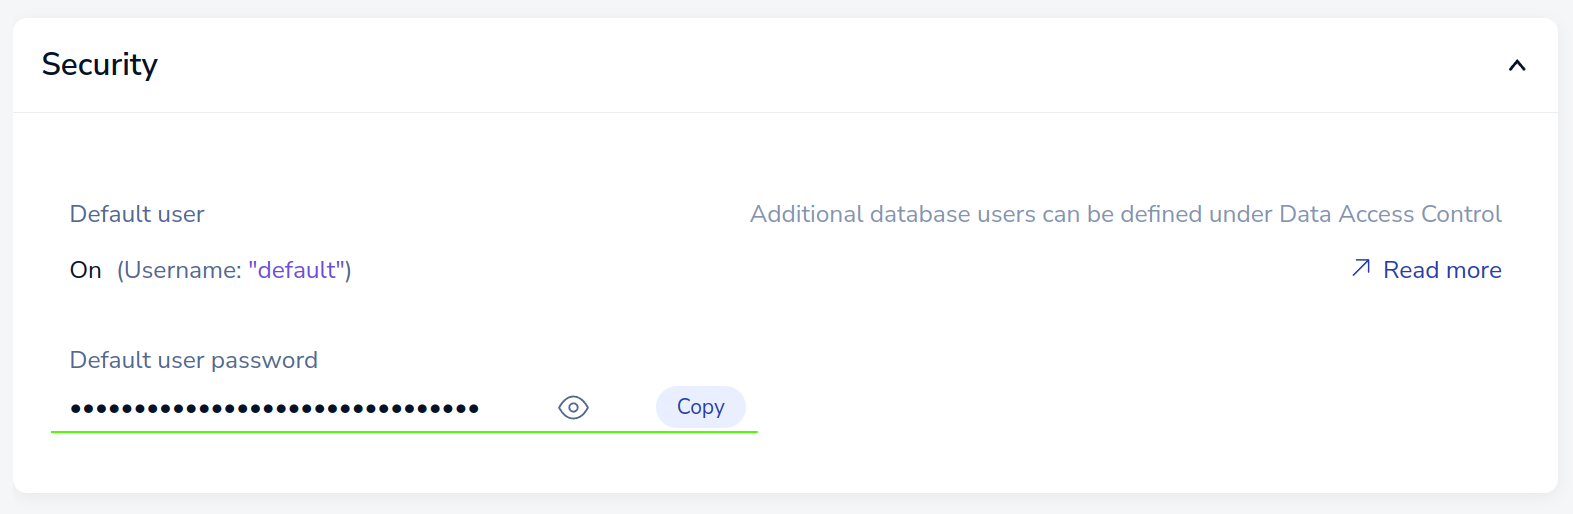 Security
Default user
Additional database users can be defined under Data Access Control
On (Username: "default")
Read more
Default user password
••••••••••••••••••••••••••••••••
Copy